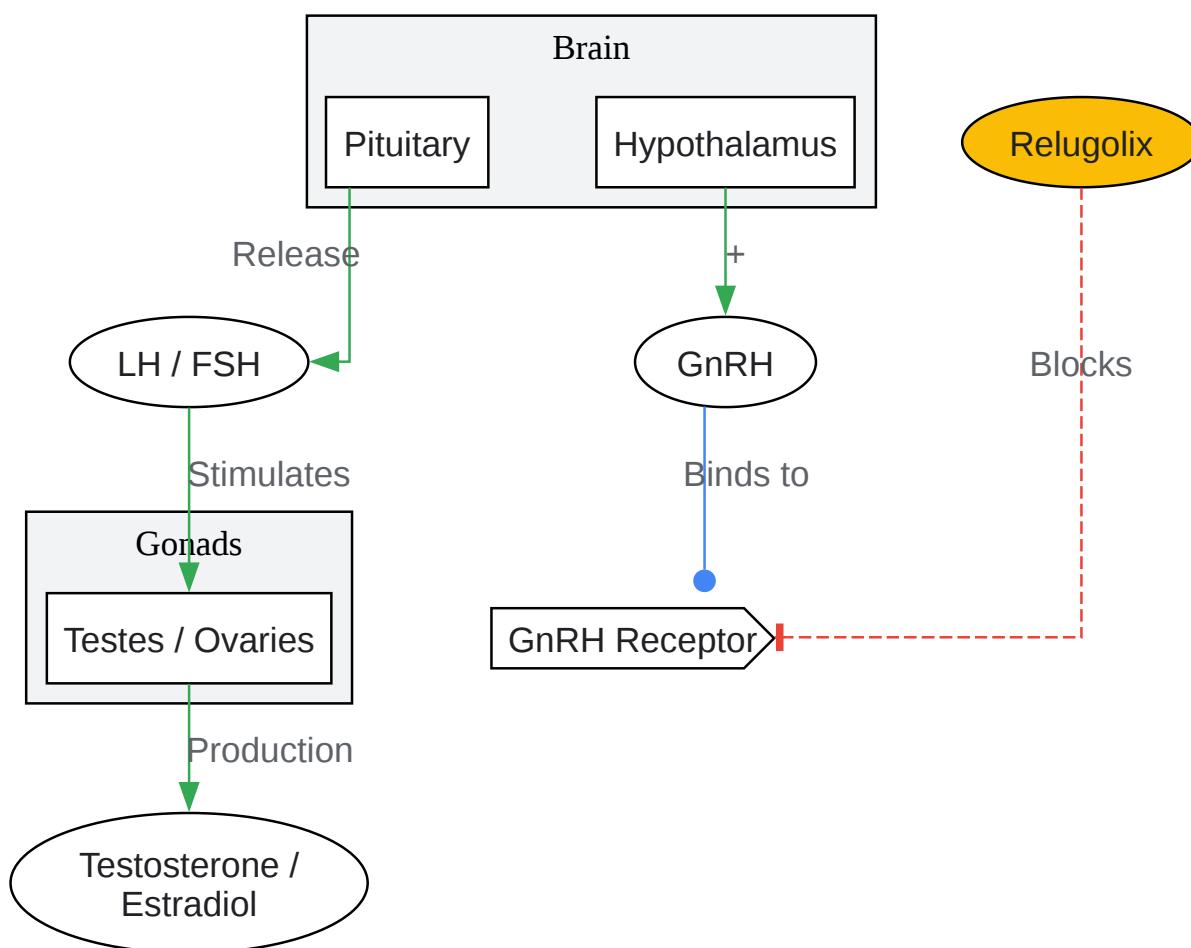 Brain
Pituitary
Hypothalamus
Relugolix
Release
+
LH / FSH
GnRH
Blocks
Stimulates
Binds to
Gonads
Testes / Ovaries
GnRH Receptor
Production
Testosterone /
Estradiol